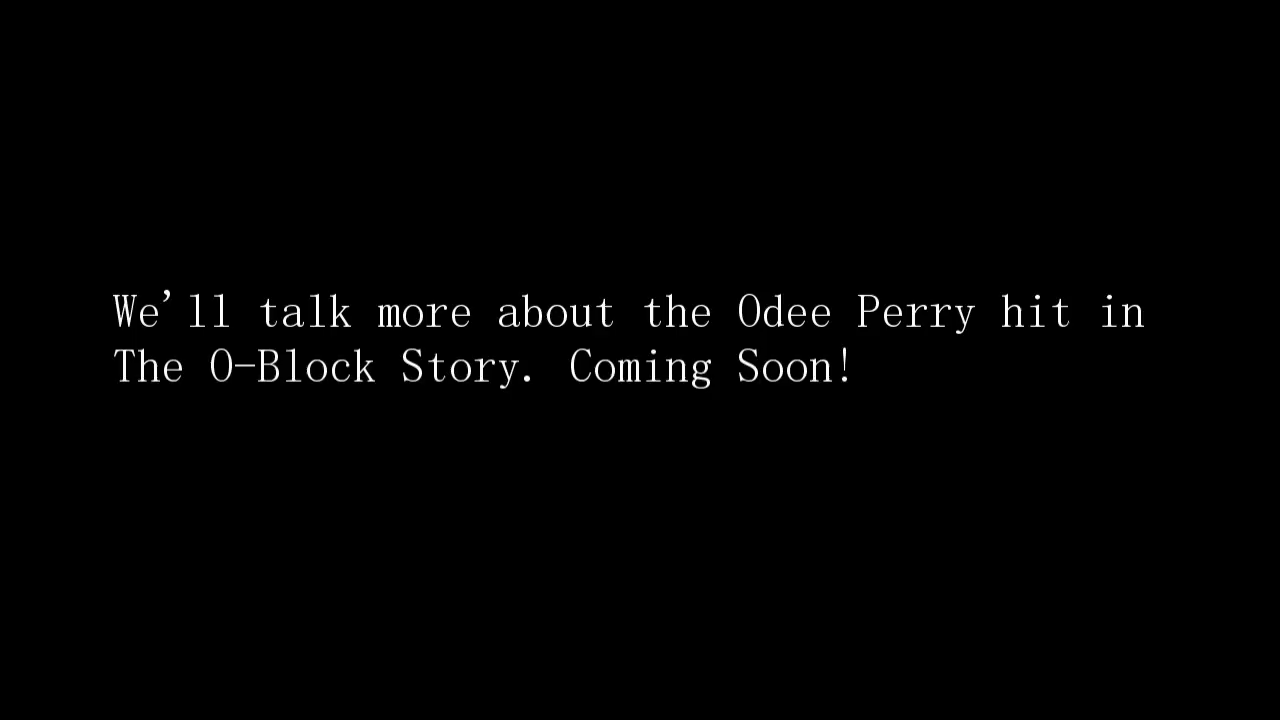 We’ll talk more about the Odee Perry hit in
The O-Block Story. Coming Soon!